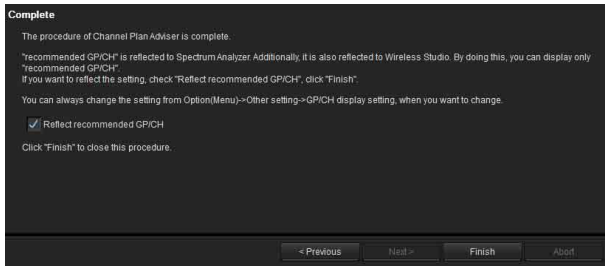 Complete
The procedure of Channel Plan Adviser is complete.
"recommended GP/CH" is reflected to Spectrum Analyzer. Additionally, it is also reflected to Wireless Studio. By doing this, you can display only
"recommended GP/CH".
If you want to reflect the setting, check "Reflect recommended GP/CH", click "Finish".
You can always change the setting from Option(Menu)->Other setting->GP/CH display setting, when you want to change.
Reflect recommended GP/CH
Click "Finish" to close this procedure.
< Previous Next > Finish Abort